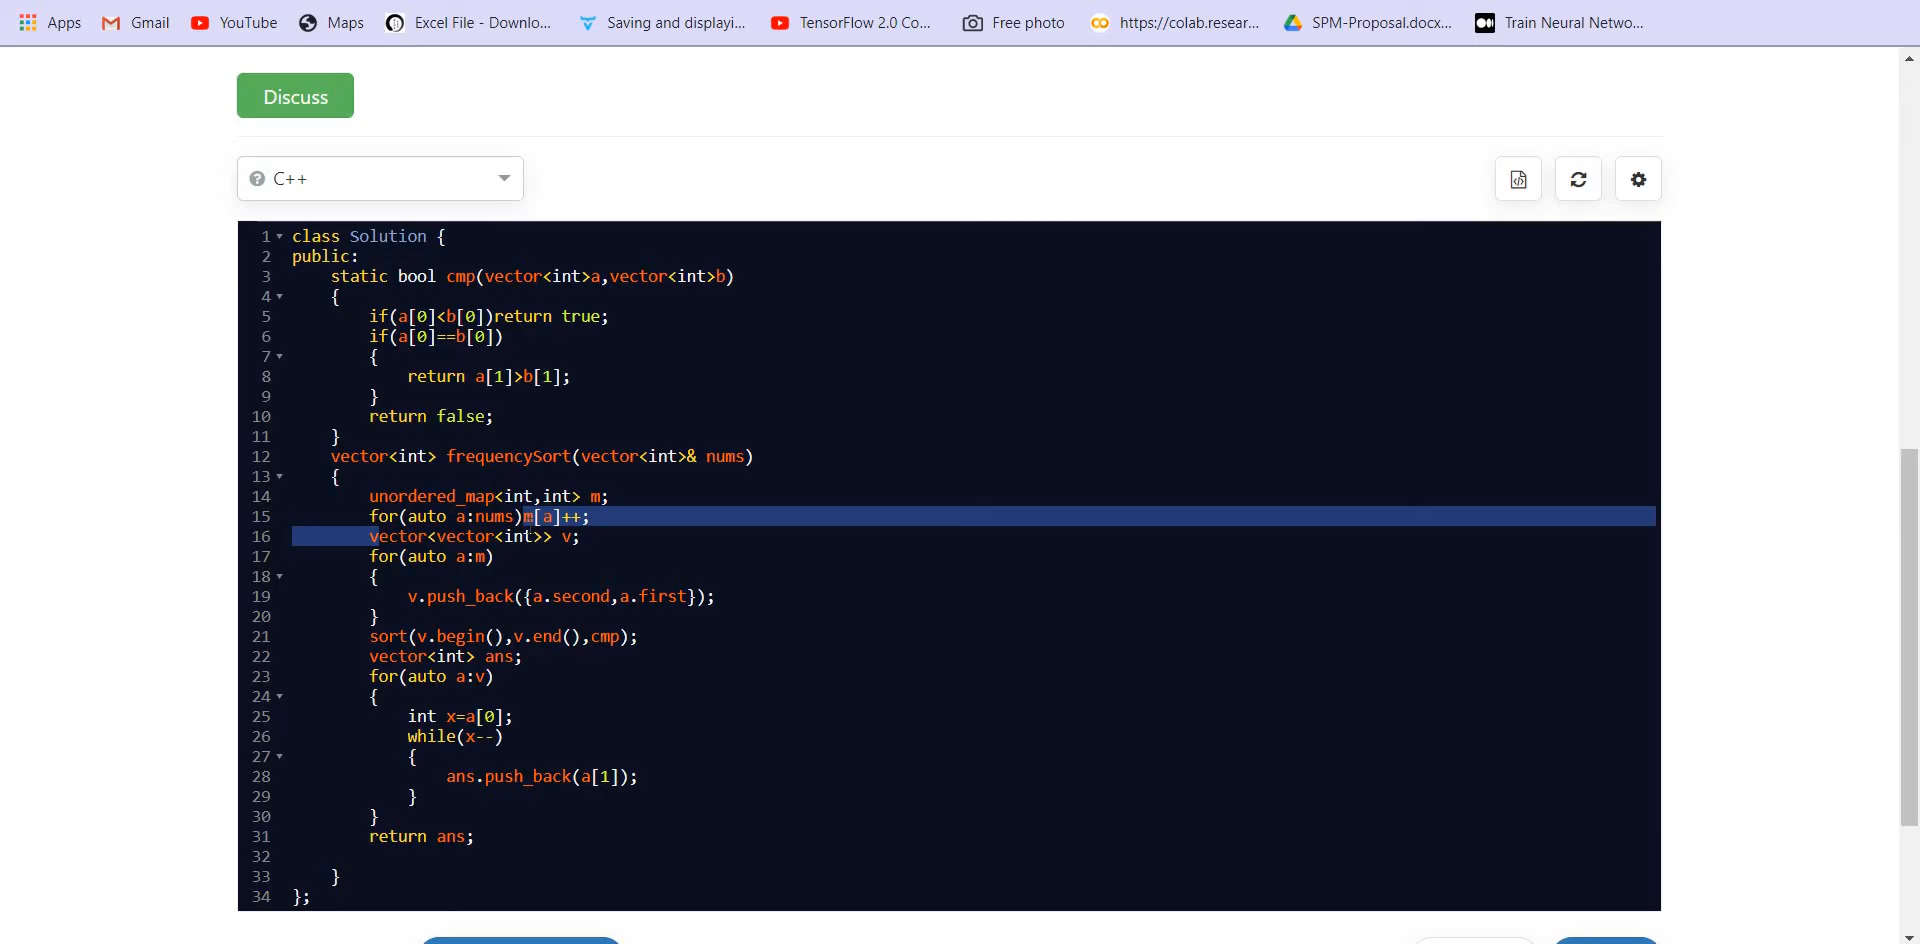 Apps Gmail YouTube Maps Excel File - Downlo... Saving and displayi... TensorFlow 2.0 Co... Free photo https://colab.resear... SPM-Proposal.docx... Train Neural Netwo...
Discuss
C++
1 class Solution {
2 public:
3 static bool cmp(vector<int>a,vector<int>b)
4 {
5 if(a[0]<b[0])return true;
6 if(a[0]==b[0])
7 {
8 return a[1]>b[1];
9 }
10 return false;
11 }
12 vector<int> frequencySort(vector<int>& nums)
13 {
14 unordered_map<int,int> m;
15 for(auto a:nums)m[a]++;
16 vector<vector<int>> v;
17 for(auto a:m)
18 {
19 v.push_back({a.second,a.first});
20 }
21 sort(v.begin(),v.end(),cmp);
22 vector<int> ans;
23 for(auto a:v)
24 {
25 int x=a[0];
26 while(x--)
27 {
28 ans.push_back(a[1]);
29 }
30 }
31 return ans;
32
33 }
34 };